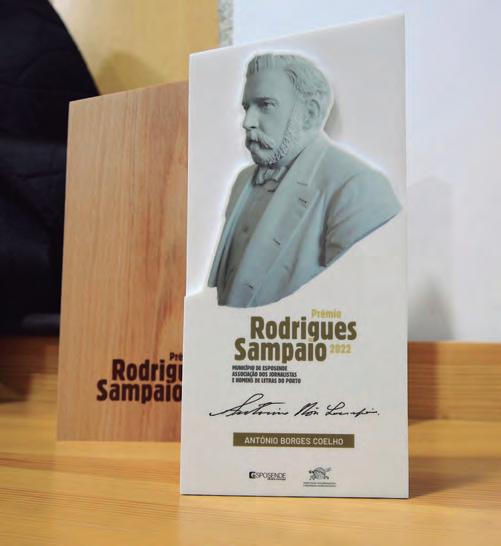 Prémio
Rodrigues
Sampaio 2022
MUNICÍPIO DE ESPOSENDE
ASSOCIAÇÃO DOS JORNALISTAS
E HOMENS DE LETRAS DO PORTO
ANTÓNIO BORGES COELHO
ESPOSENDE
Pré
Rodrigu
Sampaio